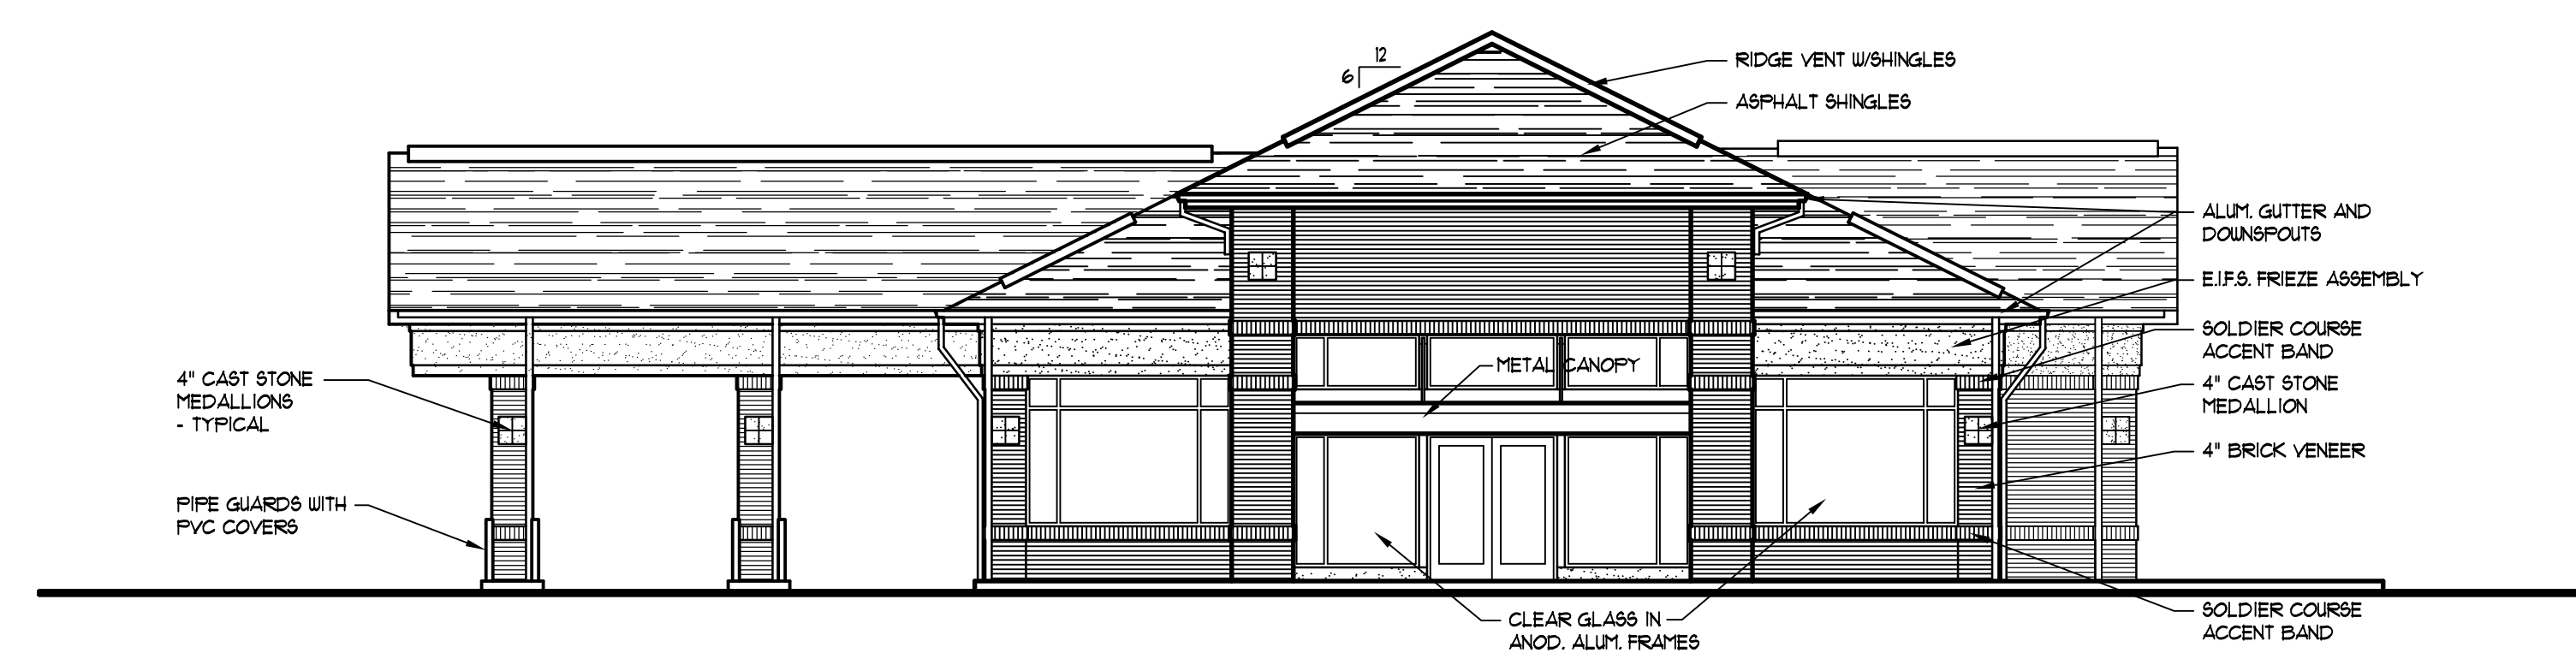 12
6
RIDGE VENT W/SHINGLES
ASPHALT SHINGLES
ALUM. GUTTER AND
DOWNSPOUTS
E.I.F.S. FRIEZE ASSEMBLY
SOLDIER COURSE
ACCENT BAND
METAL CANOPY
4" CAST STONE
MEDALLIONS
- TYPICAL
4" CAST STONE
MEDALLION
4" BRICK VENEER
PIPE GUARDS WITH
PVC COVERS
CLEAR GLASS IN
ANOD. ALUM. FRAMES
SOLDIER COURSE
ACCENT BAND